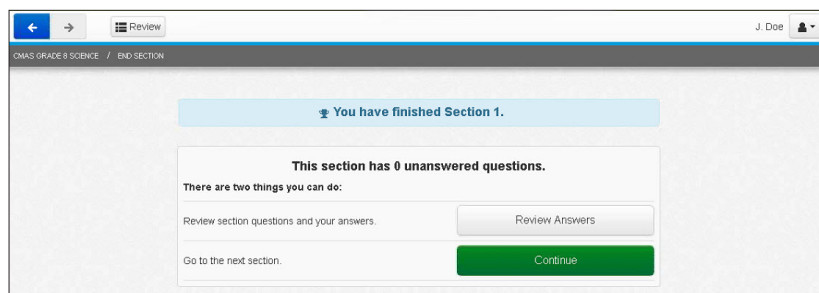 Review
J. Doe
CMAS GRADE 8 SCIENCE / END SECTION
You have finished Section 1.
This section has 0 unanswered questions.
There are two things you can do:
Review section questions and your answers.
Review Answers
Go to the next section.
Continue